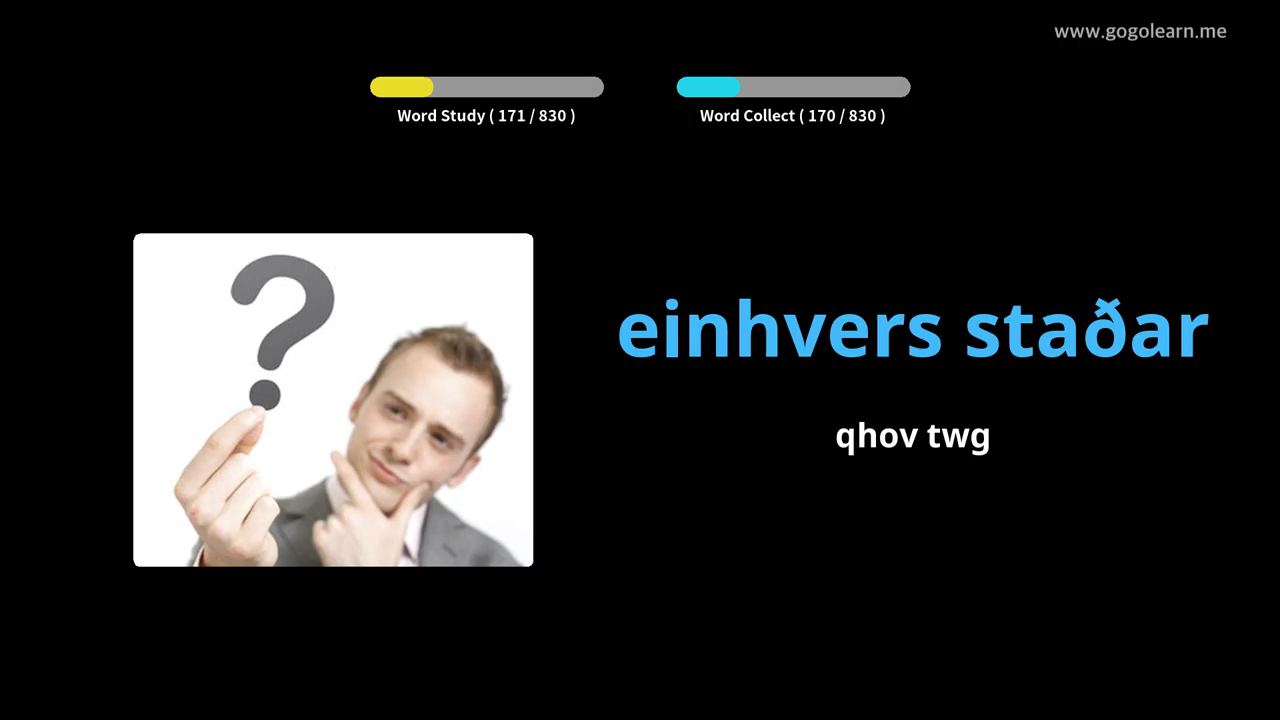 www.gogolearn.me
Word Study ( 171 / 830 )
Word Collect ( 170 / 830 )
einhvers staðar
qhov twg